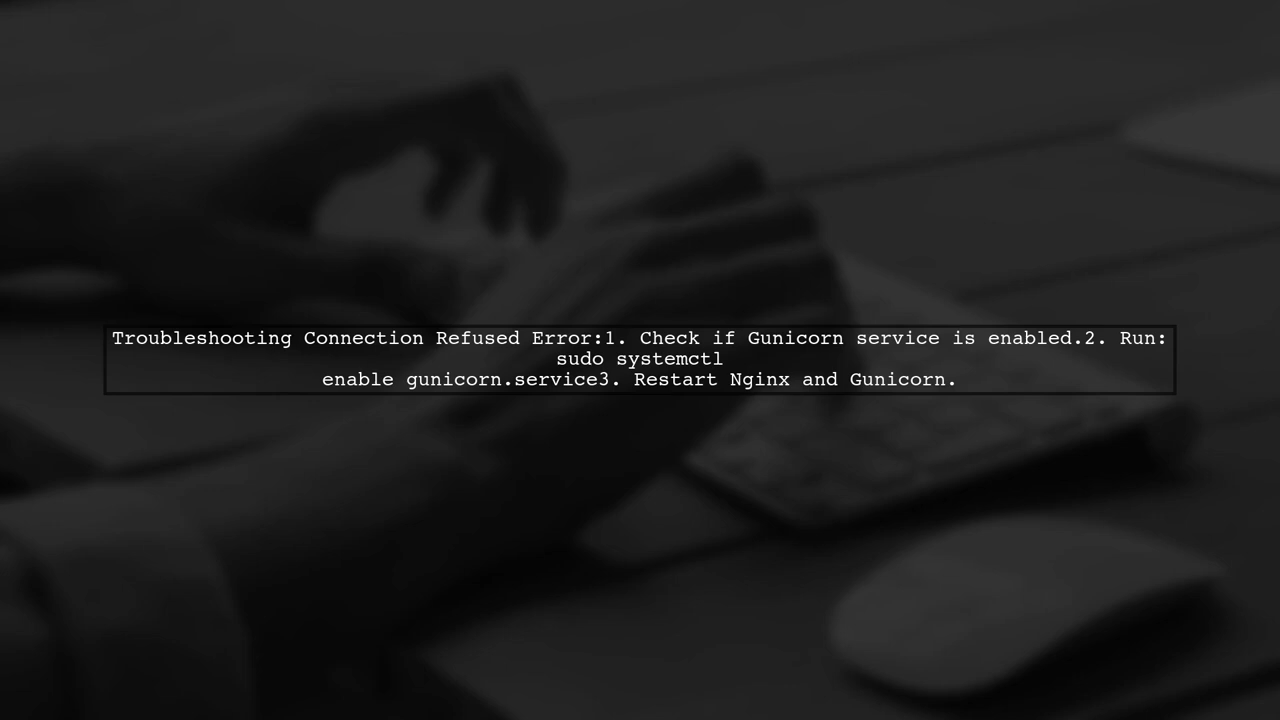 Troubleshooting Connection Refused Error:1. Check if Gunicorn service is enabled.2. Run:
sudo systemctl
enable gunicorn.service3. Restart Nginx and Gunicorn.